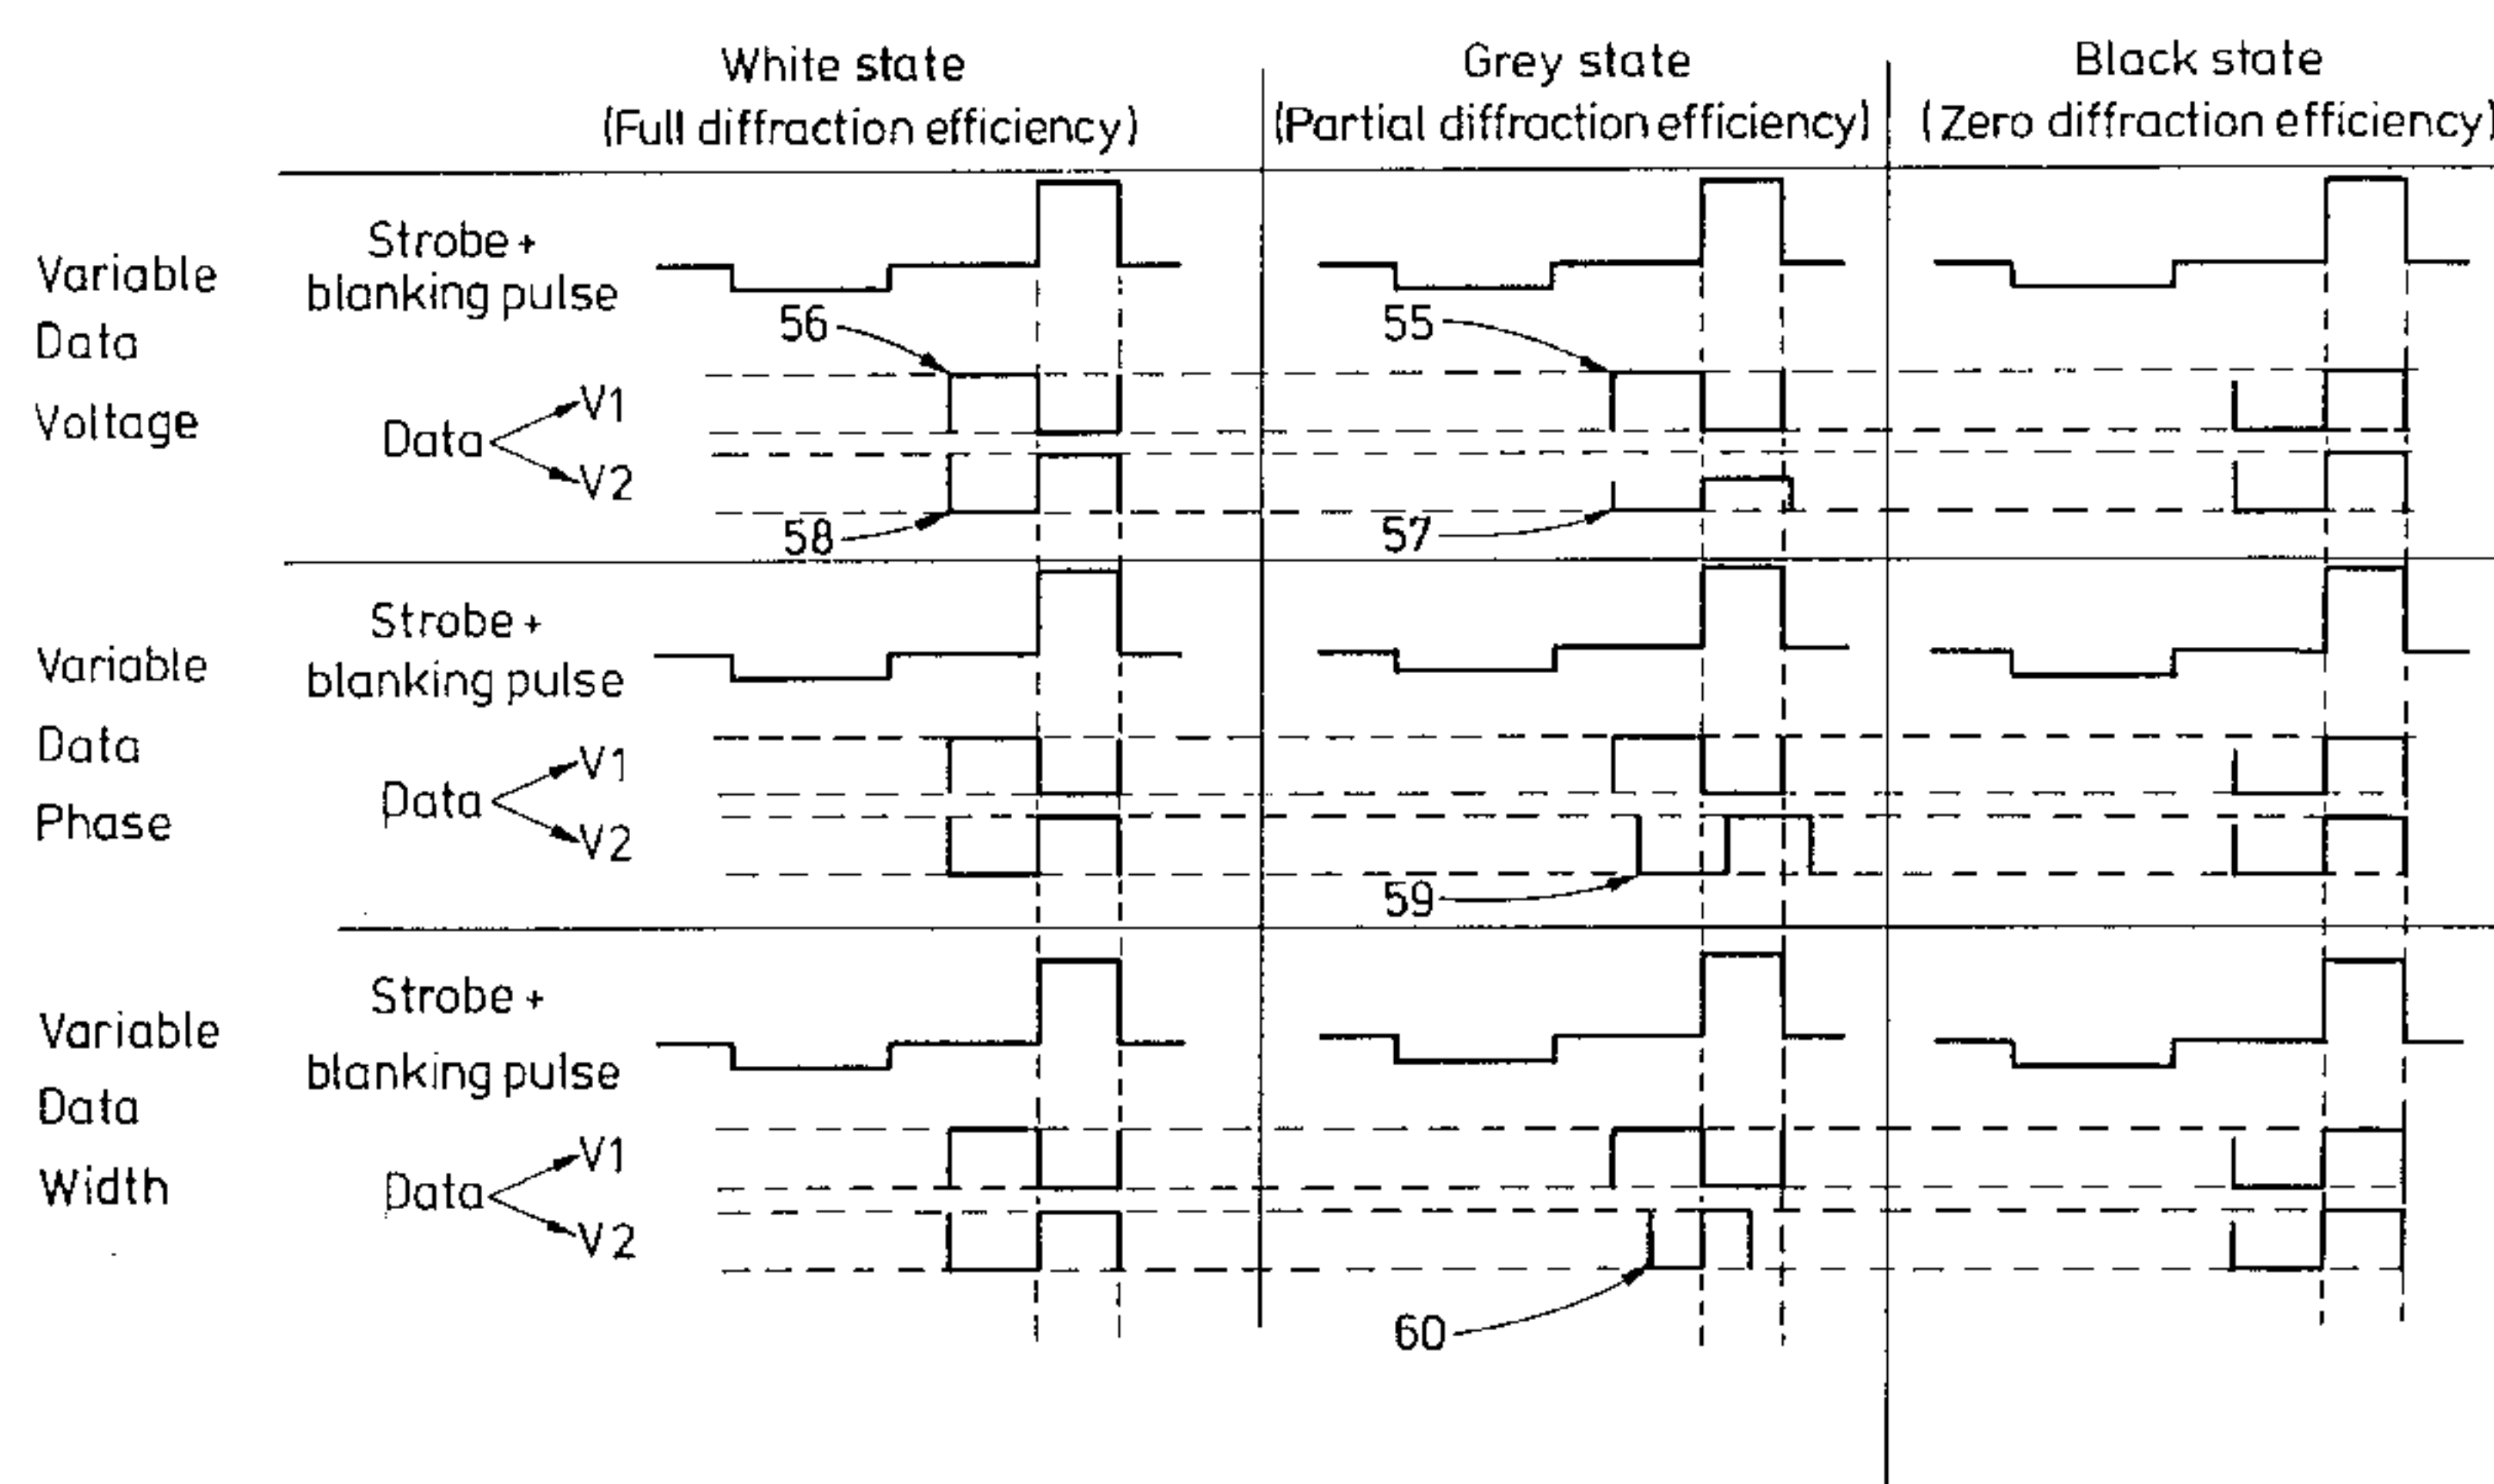 White state
(Full diffraction efficiency)
Grey state
(Partial diffraction efficiency)
Black state
(Zero diffraction efficiency)
Variable
Data
Voltage
Strobe +
blanking pulse
56
55
Data
V1
V2
58
57
Variable
Data
Phase
Strobe +
blanking pulse
Data
V1
V2
59
Variable
Data
Width
Strobe +
blanking pulse
Data
V1
V2
60